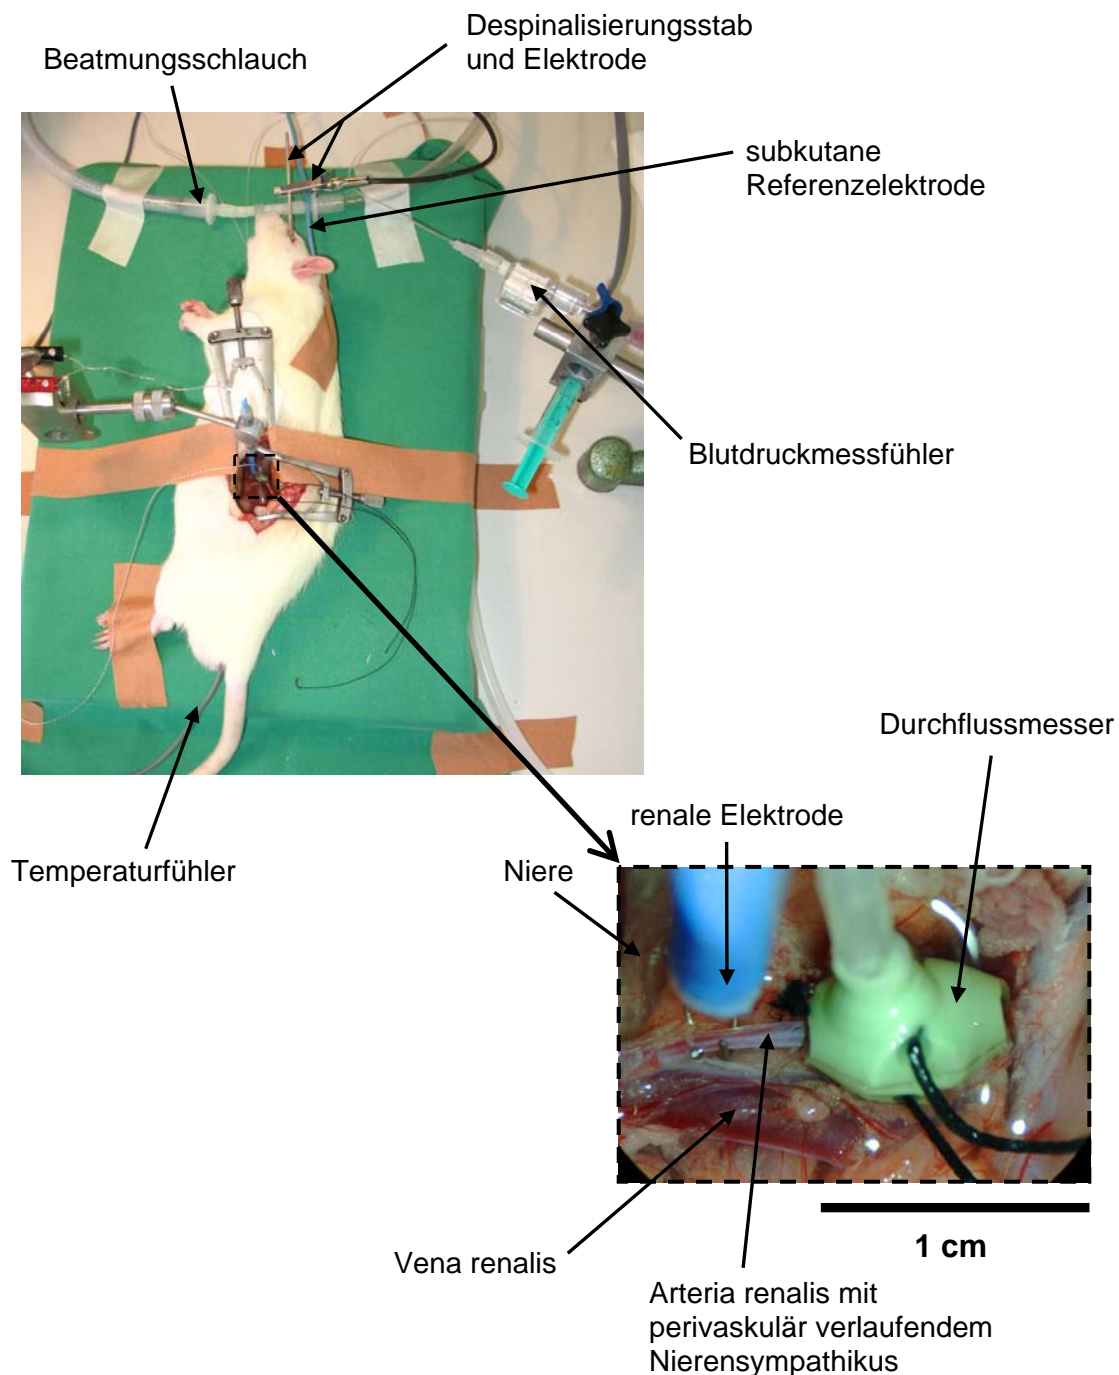 Despinalisierungsstab
und Elektrode
Beatmungsschlauch
subkutane
Referenzelektrode
Blutdruckmessfühler
Durchflussmesser
renale Elektrode
Temperaturfühler
Niere
1 cm
Vena renalis
Arteria renalis mit
perivaskulär verlaufendem
Nierensympathikus